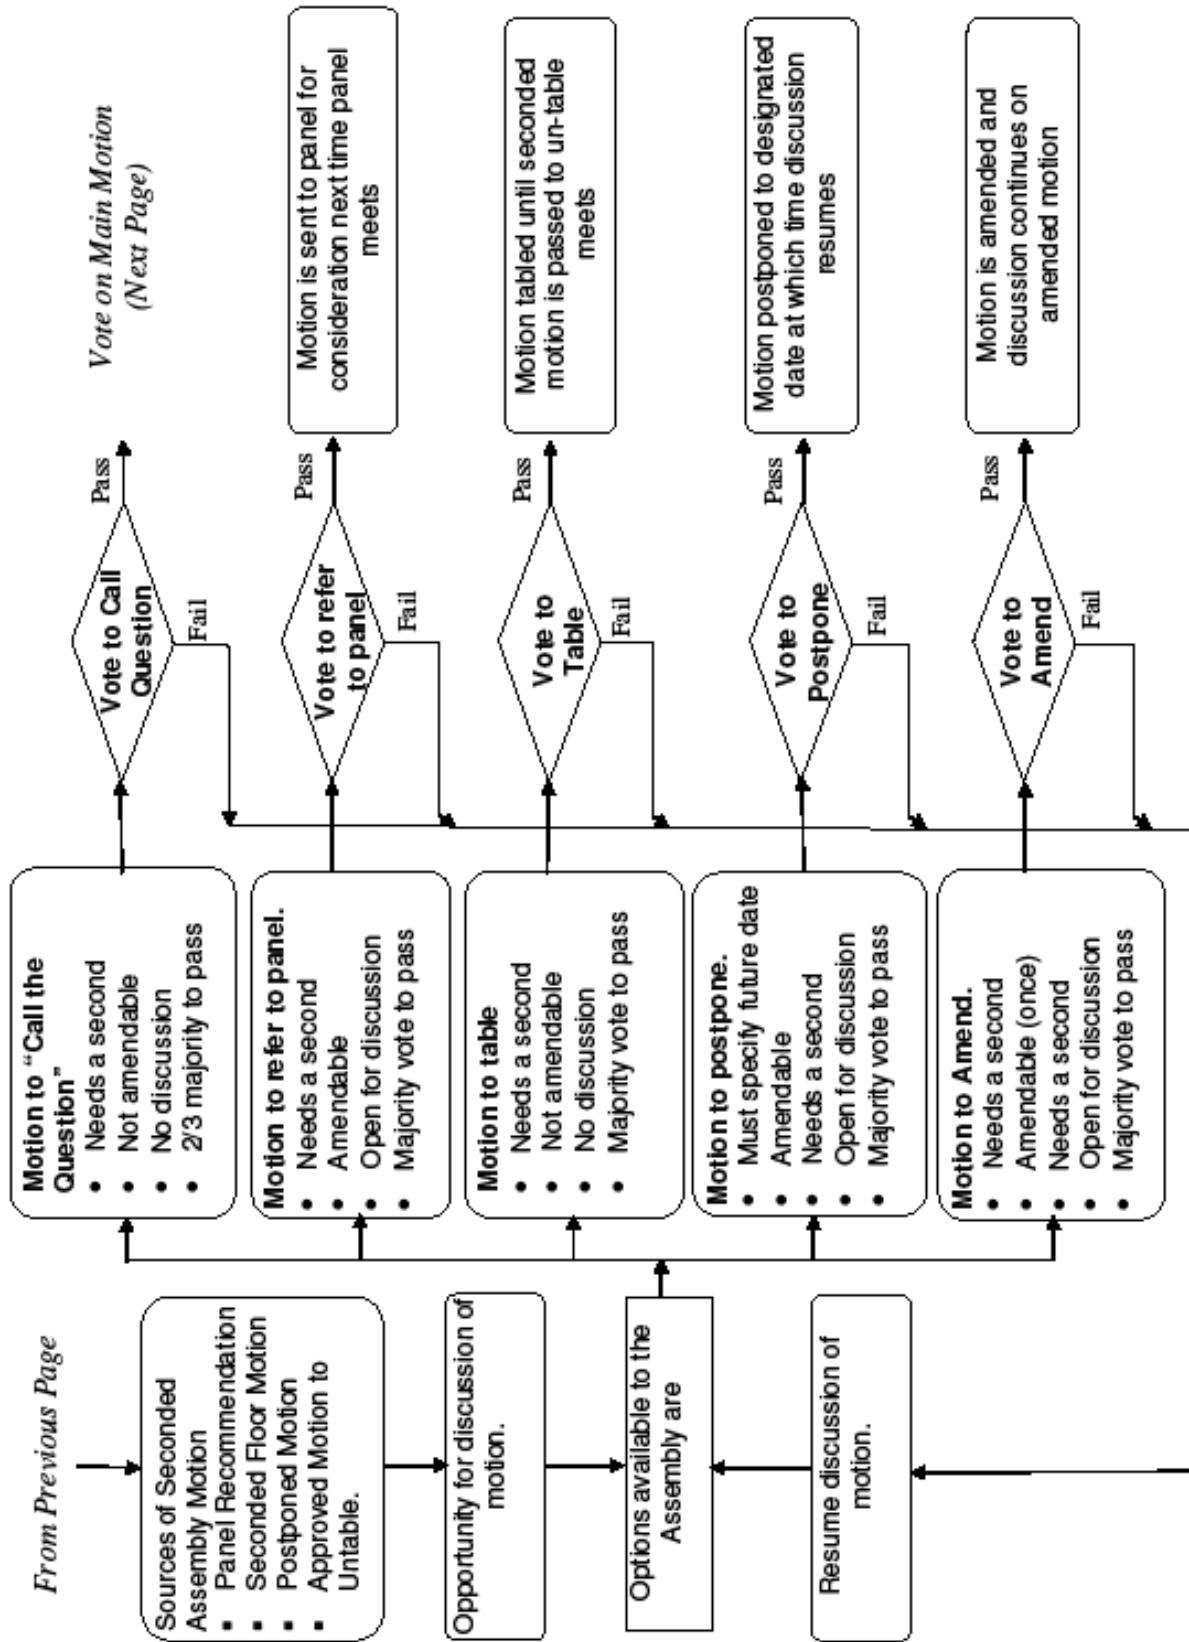 From Previous Page
Sources of Seconded
Assembly Motion
▪ Panel Recommendation
▪ Seconded Floor Motion
▪ Postponed Motion
▪ Approved Motion to
Untable.
Opportunity for discussion of
motion.
Options available to the
Assembly are
Resume discussion of
motion.
Motion to “Call the
Question”
• Needs a second
• Not amendable
• No discussion
• 2/3 majority to pass
Vote to Call
Question
Pass
Fail
Vote on Main Motion
(Next Page)
Motion to refer to panel.
• Needs a second
• Amendable
• Open for discussion
• Majority vote to pass
Vote to refer
to panel
Pass
Fail
Motion is sent to panel for
consideration next time panel
meets
Motion to table
• Needs a second
• Not amendable
• No discussion
• Majority vote to pass
Vote to
Table
Pass
Fail
Motion tabled until seconded
motion is passed to un-table
meets
Motion to postpone.
• Must specify future date
Amendable
• Needs a second
• Open for discussion
• Majority vote to pass
Vote to
Postpone
Pass
Fail
Motion postponed to designated
date at which time discussion
resumes
Motion to Amend.
• Needs a second
• Amendable (once)
• Needs a second
• Open for discussion
• Majority vote to pass
Vote to
Amend
Pass
Fail
Motion is amended and
discussion continues on
amended motion